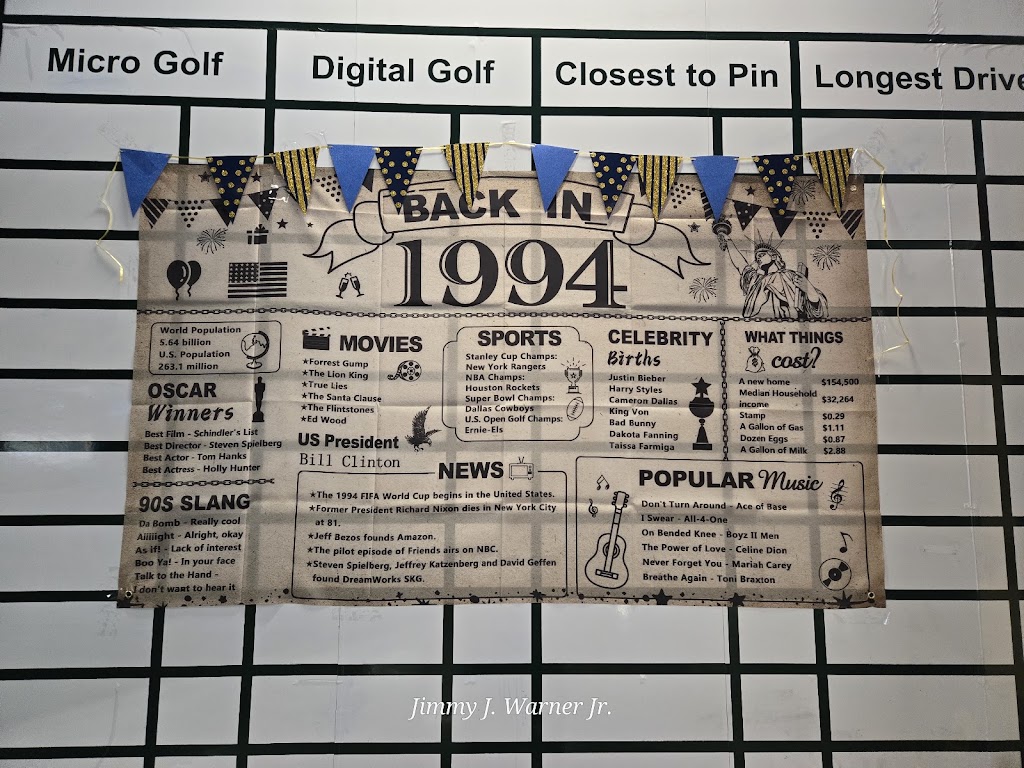 Micro Golf
Digital Golf
Closest to Pin
Longest Drive
BACK IN
1994
World Population
5.64 billion
U.S. Population
263.1 million
OSCAR
Winners
Best Film - Schindler's List
Best Director - Steven Spielberg
Best Actor - Tom Hanks
Best Actress - Holly Hunter
90S SLANG
Da Bomb - Really cool
Aiiiiight - Alright, okay
As if! - Lack of interest
Boo Ya! - In your face
Talk to the Hand -
I don't want to hear it
MOVIES
★Forrest Gump
★The Lion King
★True Lies
★The Santa Clause
★The Flintstones
★Ed Wood
US President
Bill Clinton
SPORTS
Stanley Cup Champs:
New York Rangers
NBA Champs:
Houston Rockets
Super Bowl Champs:
Dallas Cowboys
U.S. Open Golf Champs:
Ernie-Els
CELEBRITY
Births
Justin Bieber
Harry Styles
Cameron Dallas
King Von
Bad Bunny
Dakota Fanning
Taissa Farmiga
WHAT THINGS
cost?
A new home $154,500
Median Household
income $32,264
Stamp $0.29
A Gallon of Gas $1.11
Dozen Eggs $0.87
A Gallon of Milk $2.88
NEWS
★The 1994 FIFA World Cup begins in the United States.
★Former President Richard Nixon dies in New York City
at 81.
★Jeff Bezos founds Amazon.
★The pilot episode of Friends airs on NBC.
★Steven Spielberg, Jeffrey Katzenberg and David Geffen
found DreamWorks SKG.
POPULAR Music
Don't Turn Around - Ace of Base
I Swear - All-4-One
On Bended Knee - Boyz II Men
The Power of Love - Celine Dion
Never Forget You - Mariah Carey
Breathe Again - Toni Braxton
Jimmy J. Warner Jr.